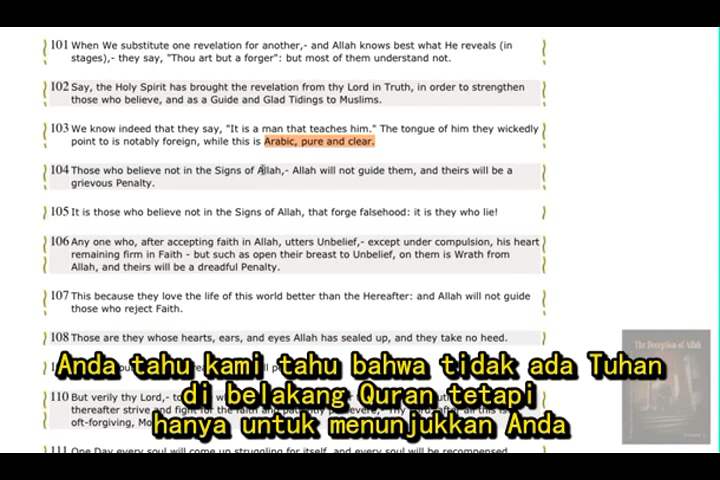 101 When We substitute one revelation for another,- and Allah knows best what He reveals (in
stages),- they say, "Thou art but a forger": but most of them understand not.
102 Say, the Holy Spirit has brought the revelation from thy Lord in Truth, in order to strengthen
those who believe, and as a Guide and Glad Tidings to Muslims.
103 We know indeed that they say, "It is a man that teaches him." The tongue of him they wickedly
point to is notably foreign, while this is Arabic, pure and clear.
104 Those who believe not in the Signs of Allah,- Allah will not guide them, and theirs will be a
grievous Penalty.
105 It is those who believe not in the Signs of Allah, that forge falsehood: it is they who lie!
106 Any one who, after accepting faith in Allah, utters Unbelief,- except under compulsion, his heart
remaining firm in Faith - but such as open their breast to Unbelief, on them is Wrath from
Allah, and theirs will be a dreadful Penalty.
107 This because they love the life of this world better than the Hereafter: and Allah will not guide
those who reject Faith.
108 Those are they whose hearts, ears, and eyes Allah has sealed up, and they take no heed.
Anda tahu kami tahu bahwa tidak ada Tuhan
110 But verily thy Lord,- to
di belakang Quran tetapi
thereafter strive and fight for the faith and patiently persevere,- Thy Lord, after all this is
oft-forgiving,
hanya untuk menunjukkan Anda
111 One Day every soul will come up struggling for itself, and every soul will be recompensed
The Deception of Allah